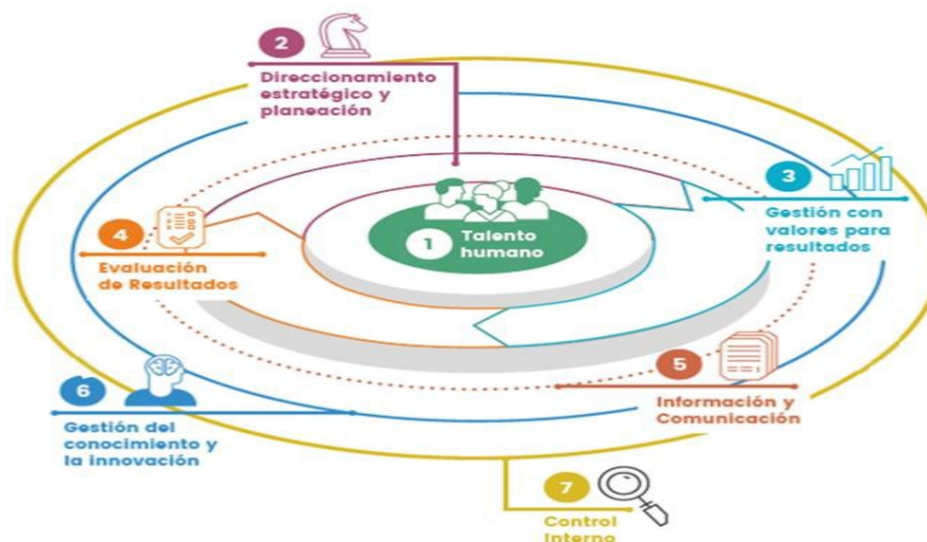 2
Direccionamiento
estratégico y
planeación
3
Gestión con
valores para
resultados
1
Talento
humano
4
Evaluación
de Resultados
5
Información y
Comunicación
6
Gestión del
conocimiento y
la innovación
7
Control
Interno